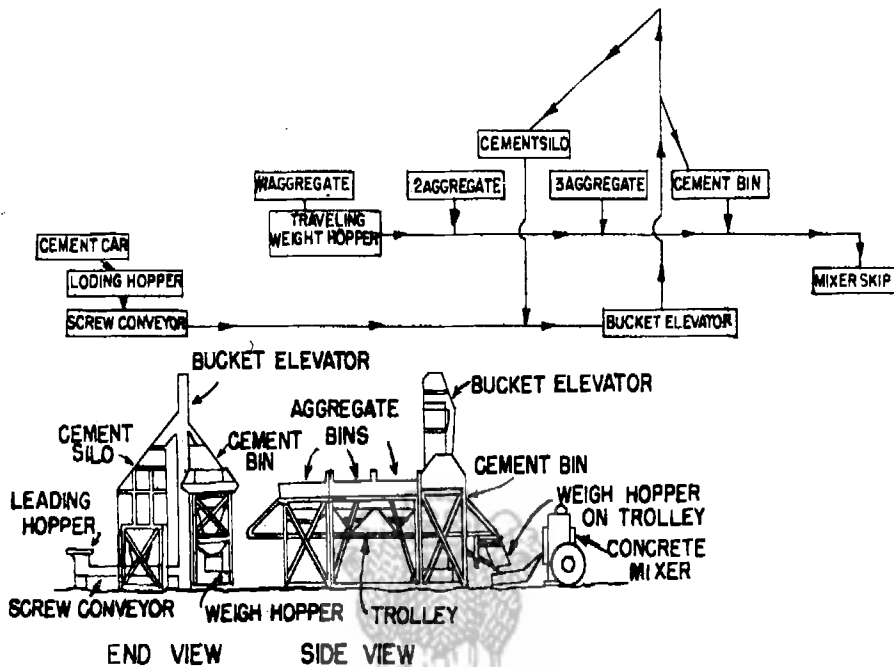 CEMENTSILO
1AGGREGATE
2AGGREGATE
3AGGREGATE
CEMENT BIN
TRAVELING
WEIGHT HOPPER
CEMENT CAR
LODING HOPPER
MIXER SKIP
SCREW CONVEYOR
BUCKET ELEVATOR
BUCKET ELEVATOR
BUCKET ELEVATOR
AGGREGATE
BINS
CEMENT
SILO
CEMENT
BIN
CEMENT BIN
LEADING
HOPPER
WEIGH HOPPER
ON TROLLEY
CONCRETE
MIXER
SCREW CONVEYOR
WEIGH HOPPER
TROLLEY
END VIEW
SIDE VIEW